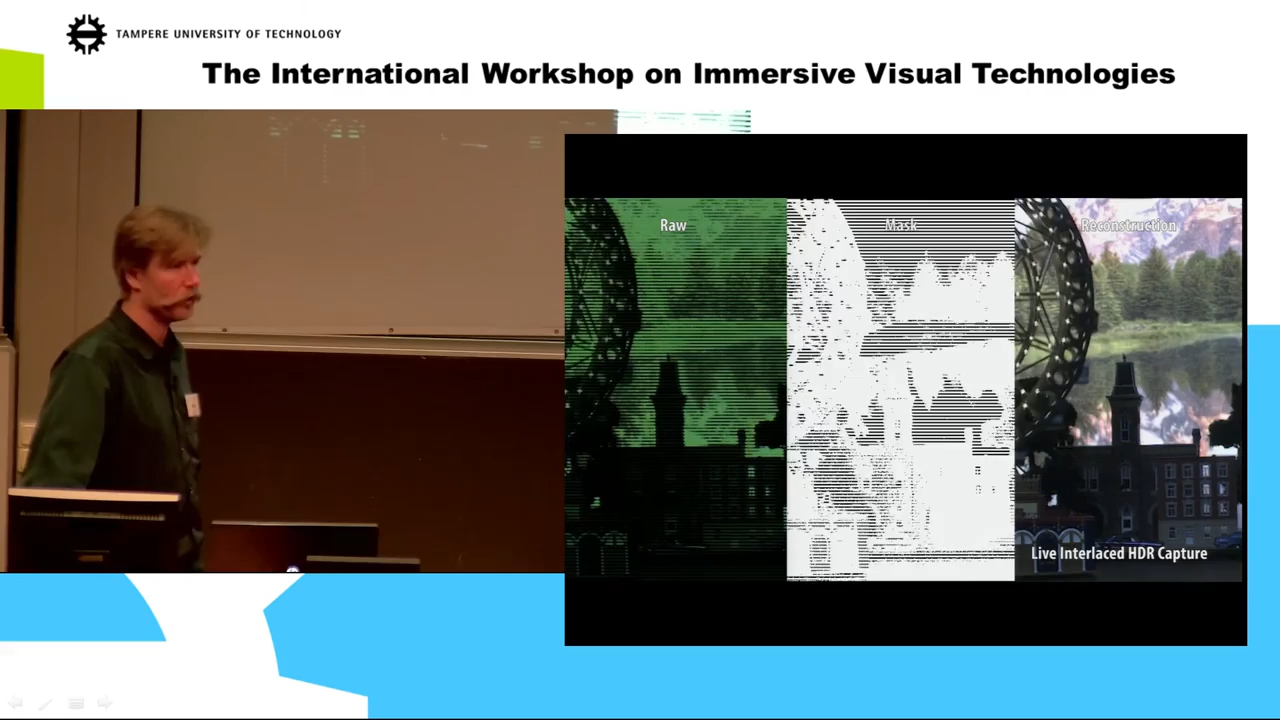 TAMPERE UNIVERSITY OF TECHNOLOGY
The International Workshop on Immersive Visual Technologies
Raw
Mask
Reconstruction
Live Interlaced HDR Capture